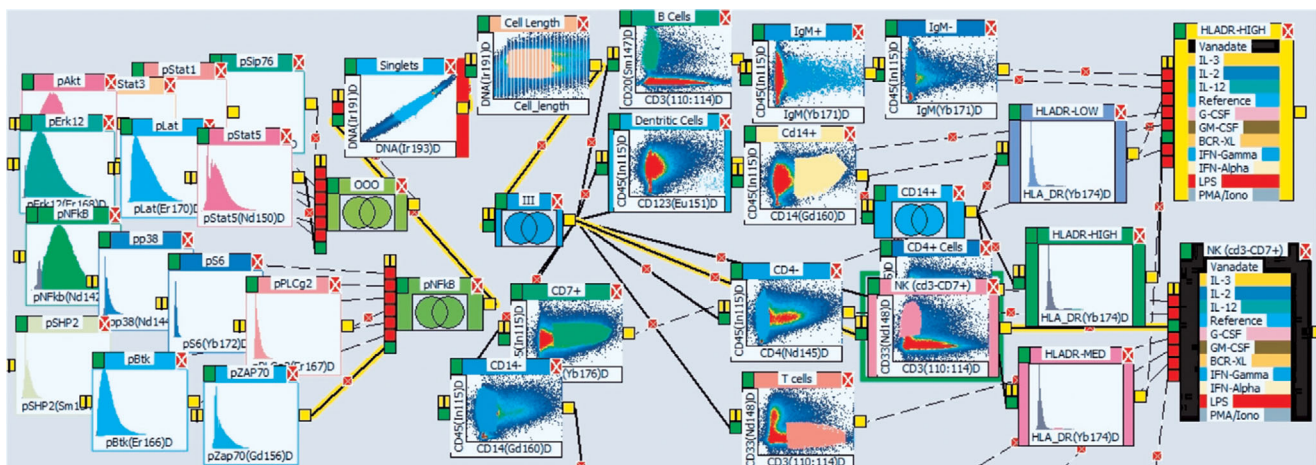 pAkt
pStat3
pStat1
pSip76
pErk12
pErk12(Er168)D
pLat
pLat(Er170)D
pStat5
pStat5(Nd150)D
pNFkB
pNFkb(Nd142
pp38
pp38(Nd144
pS6
pS6(Yb172)D
pPLCg2
(Er167)D
pSHP2
pSHP2(Sm1
pBtk
pBtk(Er166)D
pZAP70
pZap70(Gd156)D
OOO
pNFkB
Singlets
DNA(Ir191)D
DNA(Ir193)D
Cell Length
DNA(Ir191)D
Cell_length
III
CD7+
(In115)D
(Yb176)D
CD14-
CD45(In115)D
CD14(Gd160)D
B Cells
CD20(Sm147)D
CD3(110:114)D
IgM+
CD45(In115)D
IgM(Yb171)D
IgM-
CD45(In115)D
IgM(Yb171)D
Dentritic Cells
CD45(In115)D
CD123(Eu151)D
Cd14+
CD45(In115)D
CD14(Gd160)D
CD14+
CD4+ Cells
CD4-
CD45(In115)D
CD4(Nd145)D
NK (cd3-CD7+)
CD33(Nd148)D
CD3(110:114)D
T cells
CD33(Nd148)D
CD3(110:114)D
HLADR-LOW
HLA_DR(Yb174)D
HLADR-HIGH
HLA_DR(Yb174)D
HLADR-MED
HLA_DR(Yb174)D
HLADR-HIGH
Vanadate
IL-3
IL-2
IL-12
Reference
G-CSF
GM-CSF
BCR-XL
IFN-Gamma
IFN-Alpha
LPS
PMA/Iono
NK (cd3-CD7+)
Vanadate
IL-3
IL-2
IL-12
Reference
G-CSF
GM-CSF
BCR-XL
IFN-Gamma
IFN-Alpha
LPS
PMA/Iono